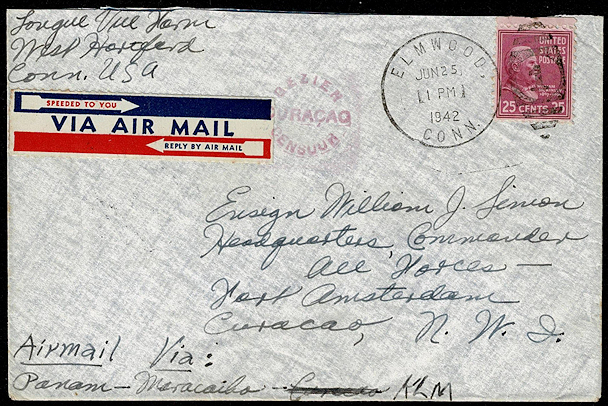 Longue Vue Farm
West Hartford
Conn. USA
SPEEDED TO YOU
VIA AIR MAIL
REPLY BY AIR MAIL
GEZIEN
CURAÇAO
CENSUUR
ELMWOOD,
JUN 25,
1 PM
1942
CONN.
UNITED
STATES
POSTAGE
25 CENTS 25
Ensign William J. Simon
Headquarters, Commander
All Forces —
Fort Amsterdam
Curacao, N. W. I.
Airmail Via:
Panam - Maracaibo - KLM